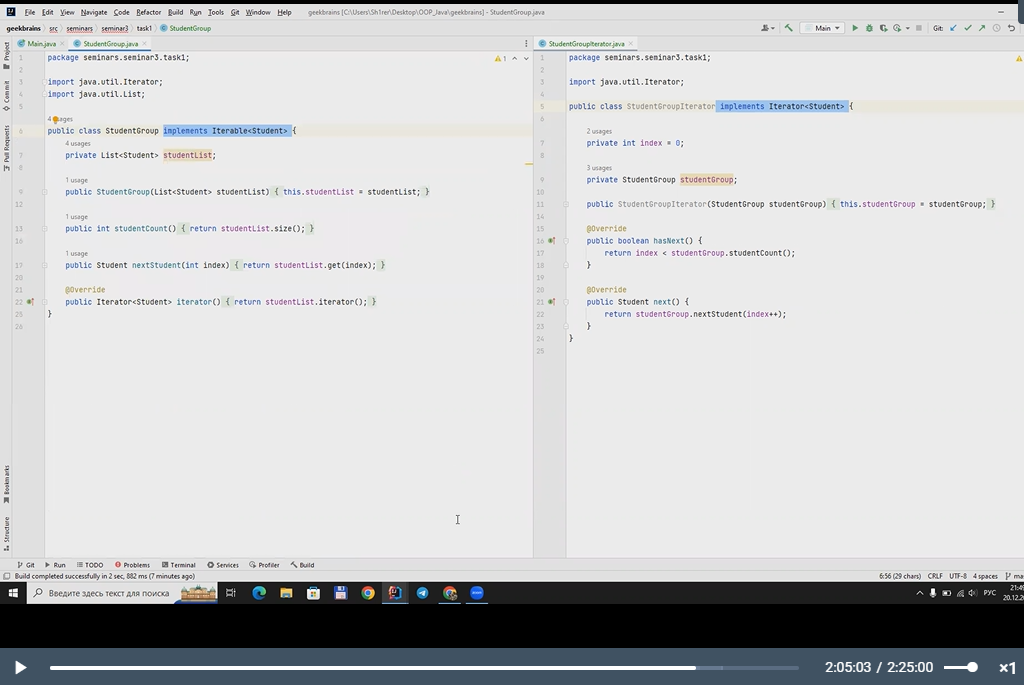 File Edit View Navigate Code Refactor Build Run Tools Git Window Help geekbrains [C:\Users\Sh1rer\Desktop\OOP_Java\geekbrains] - StudentGroup.java
geekbrains src seminars seminar3 task1 StudentGroup Main Git:
Main.java StudentGroup.java
Project
Commit
Pull Requests
Bookmarks
Structure
1 package seminars.seminar3.task1;
2
3 import java.util.Iterator;
4 import java.util.List;
5
6 public class StudentGroup implements Iterable<Student> {
4 usages
7 private List<Student> studentList;
8
1 usage
9 public StudentGroup(List<Student> studentList) { this.studentList = studentList; }
12
1 usage
13 public int studentCount() { return studentList.size(); }
16
1 usage
17 public Student nextStudent(int index) { return studentList.get(index); }
20
21 @Override
22 public Iterator<Student> iterator() { return studentList.iterator(); }
25 }
26
1
StudentGroupIterator.java
1 package seminars.seminar3.task1;
2
3 import java.util.Iterator;
4
5 public class StudentGroupIterator implements Iterator<Student> {
6
2 usages
7 private int index = 0;
8
3 usages
9 private StudentGroup studentGroup;
10
11 public StudentGroupIterator(StudentGroup studentGroup) { this.studentGroup = studentGroup; }
14
15 @Override
16 public boolean hasNext() {
17 return index < studentGroup.studentCount();
18 }
19
20 @Override
21 public Student next() {
22 return studentGroup.nextStudent(index++);
23 }
24 }
25
Git Run TODO Problems Terminal Services Profiler Build
Build completed successfully in 2 sec, 882 ms (7 minutes ago) 6:56 (29 chars) CRLF UTF-8 4 spaces
Введите здесь текст для поиска РУС
2:05:03 / 2:25:00 ×1